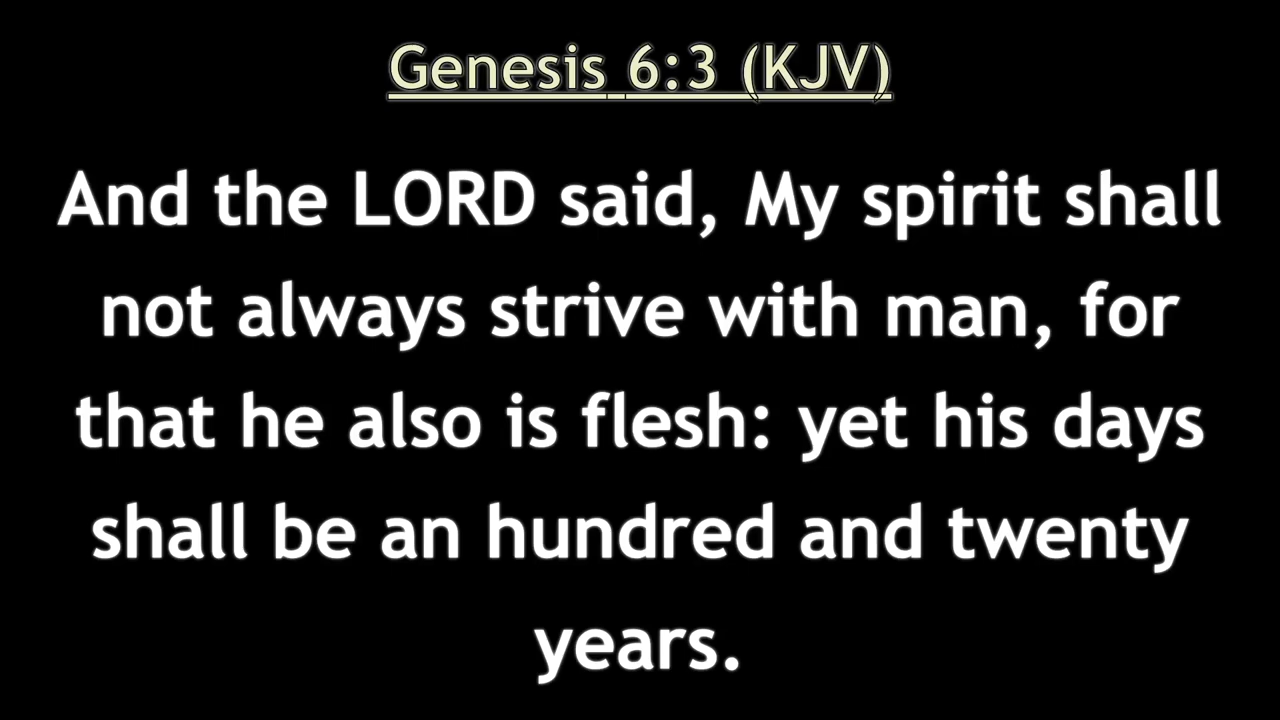 Genesis 6:3 (KJV)
And the LORD said, My spirit shall
not always strive with man, for
that he also is flesh: yet his days
shall be an hundred and twenty
years.